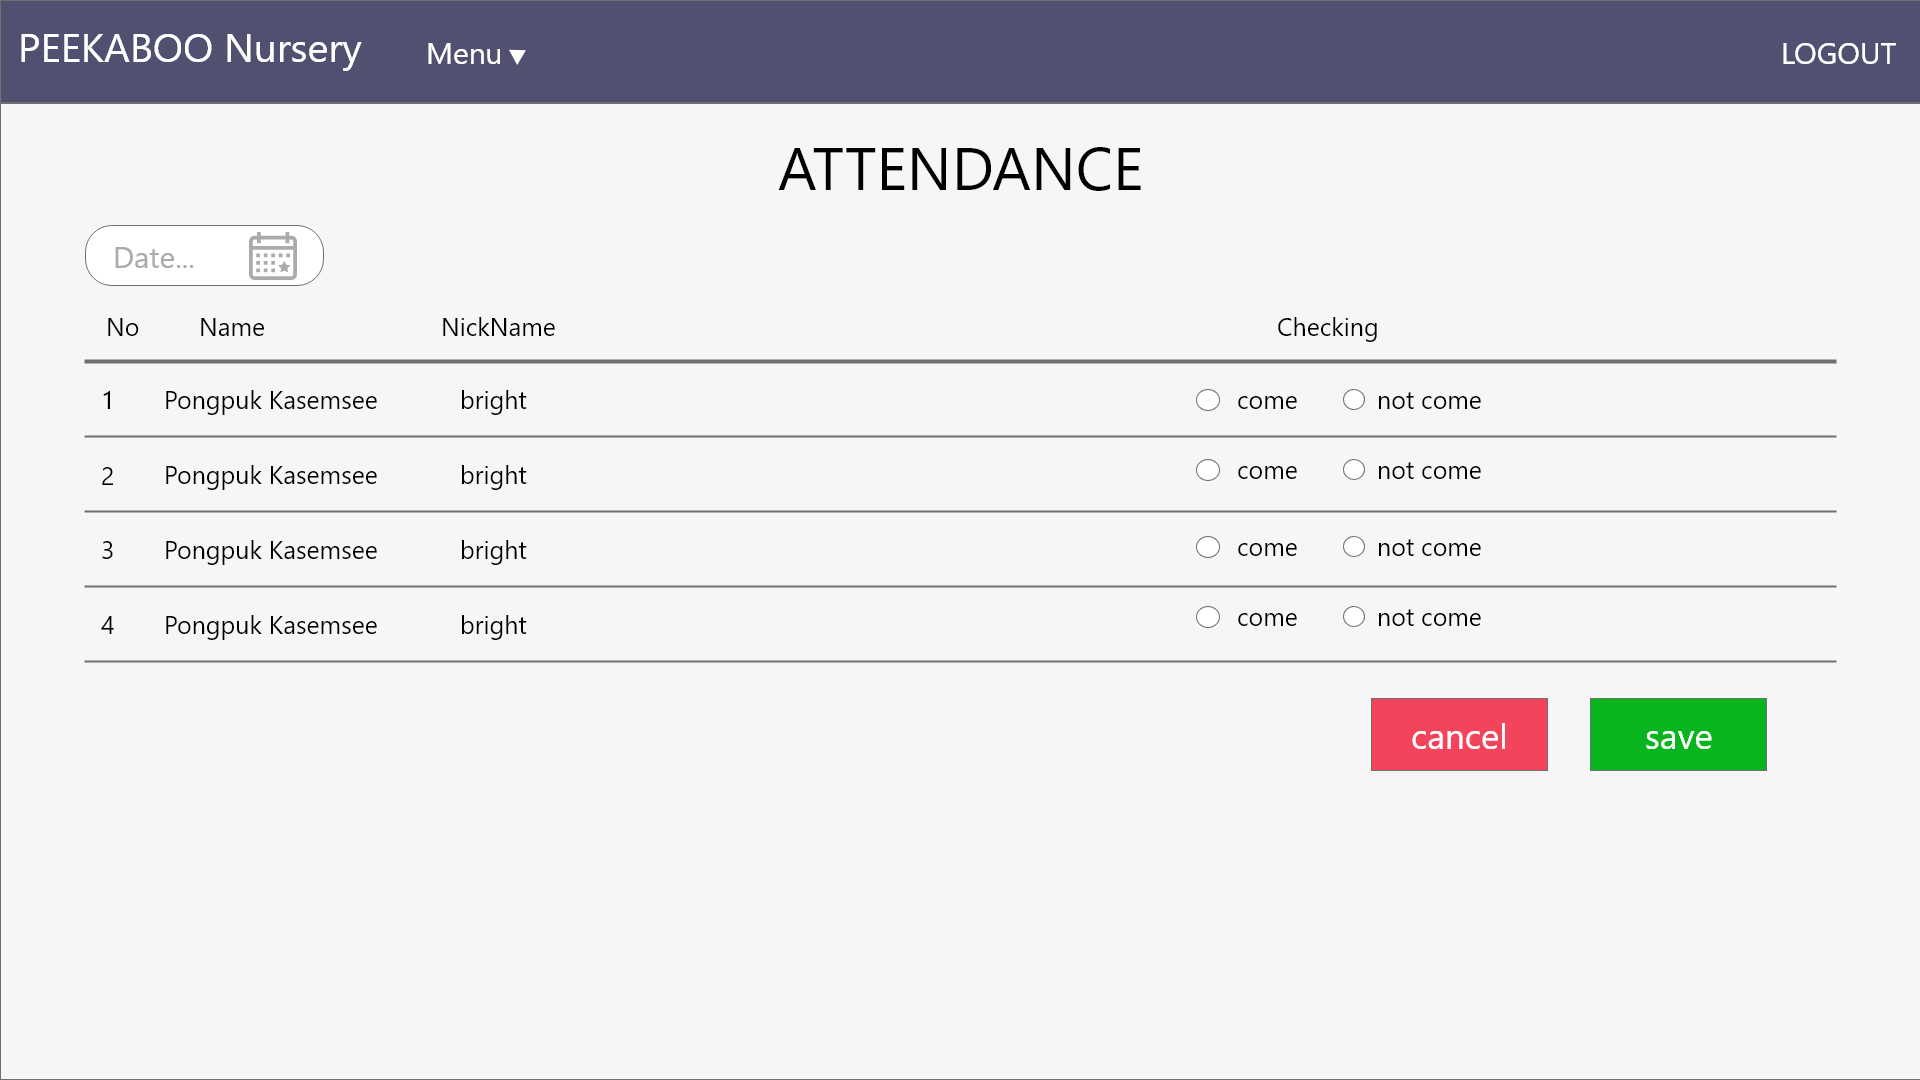 PEEKABOO Nursery Menu ▼ LOGOUT
ATTENDANCE
Date...
No Name NickName Checking
1 Pongpuk Kasemsee bright come not come
2 Pongpuk Kasemsee bright come not come
3 Pongpuk Kasemsee bright come not come
4 Pongpuk Kasemsee bright come not come
cancel save